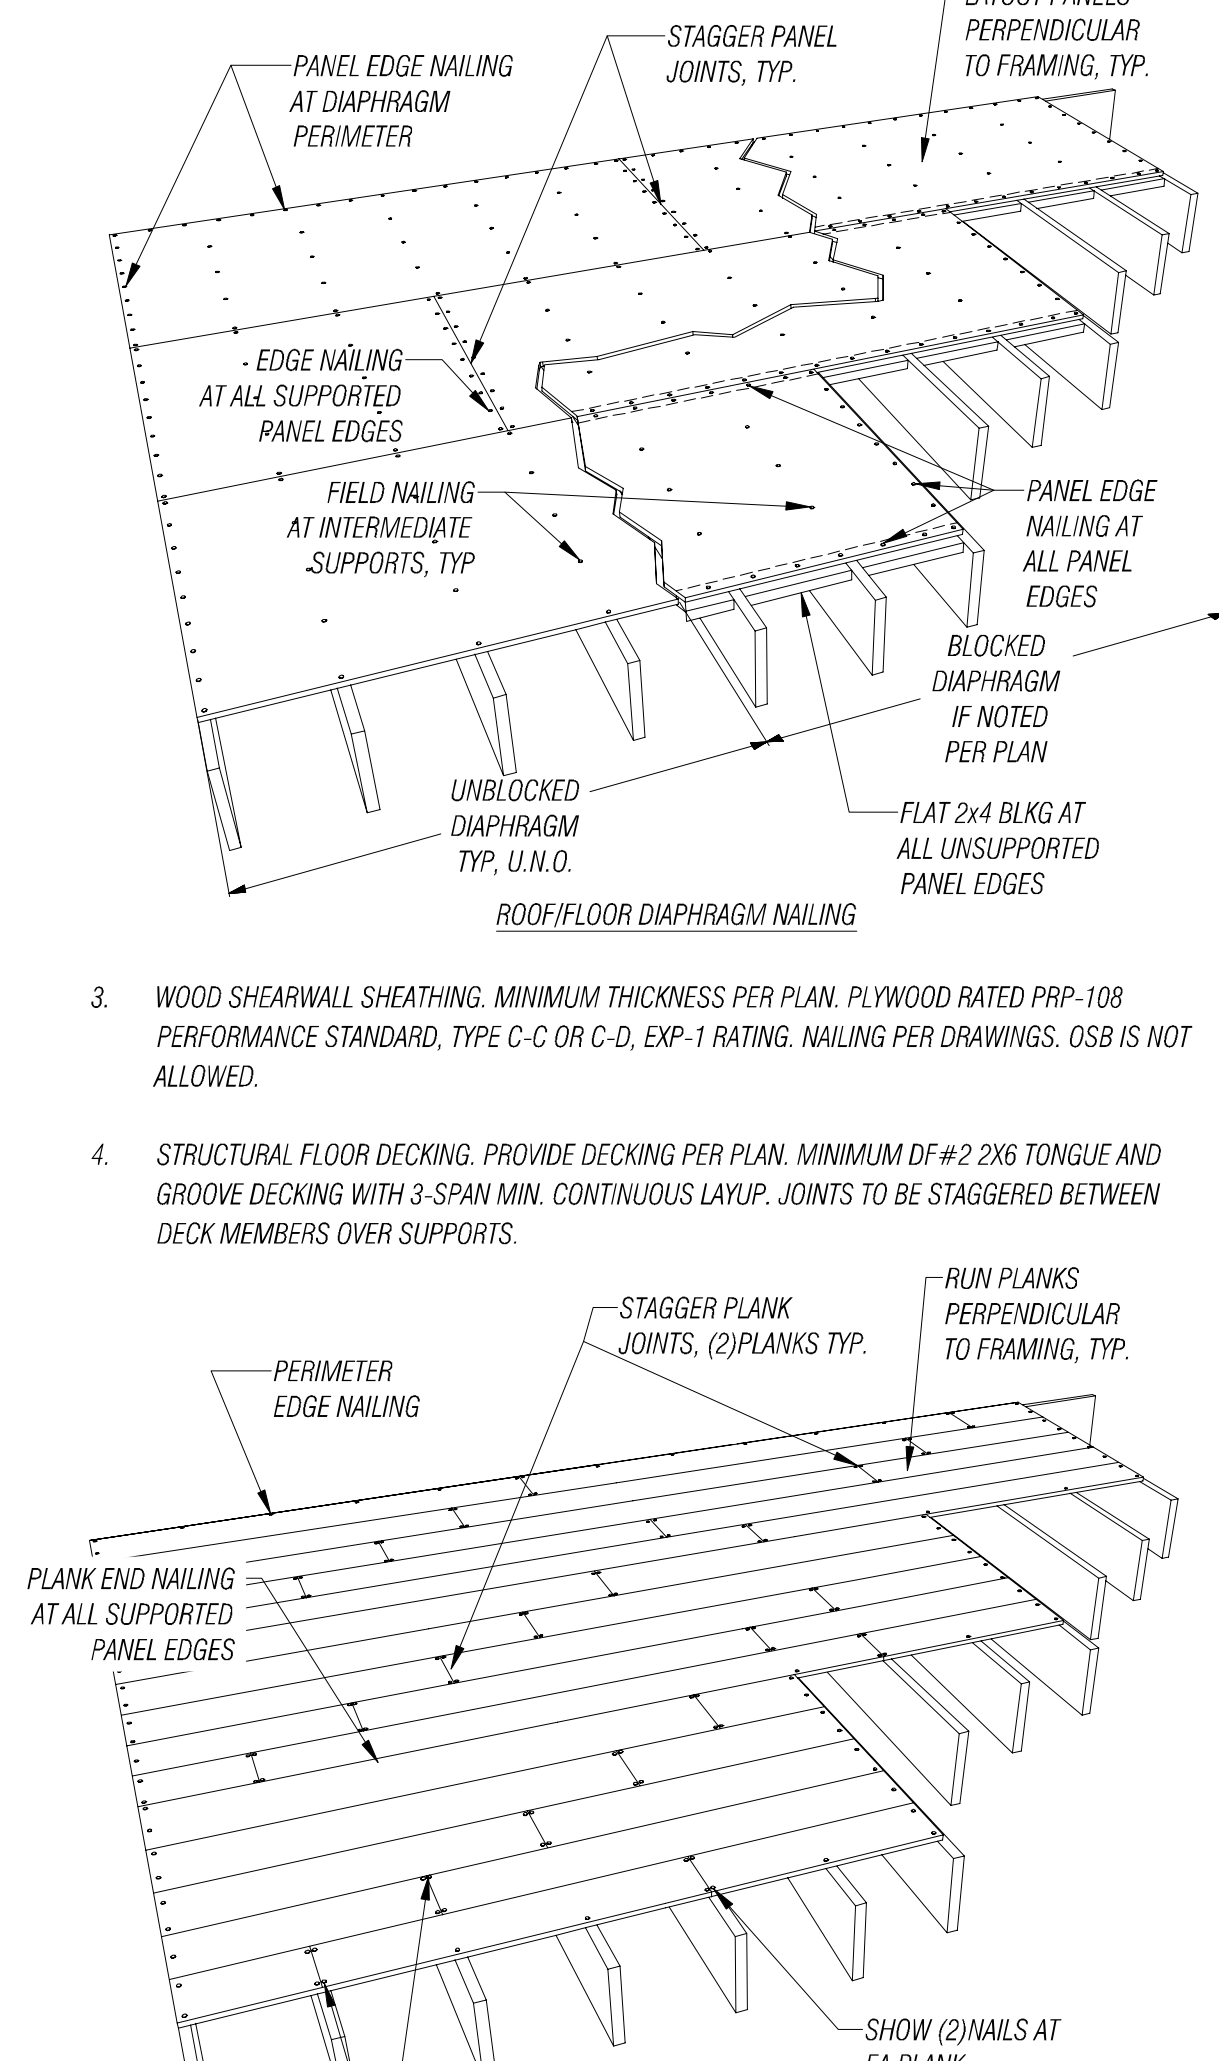 LAYOUT PANELS
PERPENDICULAR
TO FRAMING, TYP.
STAGGER PANEL
JOINTS, TYP.
PANEL EDGE NAILING
AT DIAPHRAGM
PERIMETER
EDGE NAILING
AT ALL SUPPORTED
PANEL EDGES
FIELD NAILING
AT INTERMEDIATE
SUPPORTS, TYP
PANEL EDGE
NAILING AT
ALL PANEL
EDGES
BLOCKED
DIAPHRAGM
IF NOTED
PER PLAN
UNBLOCKED
DIAPHRAGM
TYP, U.N.O.
FLAT 2x4 BLKG AT
ALL UNSUPPORTED
PANEL EDGES
ROOF/FLOOR DIAPHRAGM NAILING
3. WOOD SHEARWALL SHEATHING. MINIMUM THICKNESS PER PLAN. PLYWOOD RATED PRP-108
PERFORMANCE STANDARD, TYPE C-C OR C-D, EXP-1 RATING. NAILING PER DRAWINGS. OSB IS NOT
ALLOWED.
4. STRUCTURAL FLOOR DECKING. PROVIDE DECKING PER PLAN. MINIMUM DF#2 2X6 TONGUE AND
GROOVE DECKING WITH 3-SPAN MIN. CONTINUOUS LAYUP. JOINTS TO BE STAGGERED BETWEEN
DECK MEMBERS OVER SUPPORTS.
RUN PLANKS
PERPENDICULAR
TO FRAMING, TYP.
STAGGER PLANK
JOINTS, (2)PLANKS TYP.
PERIMETER
EDGE NAILING
PLANK END NAILING
AT ALL SUPPORTED
PANEL EDGES
SHOW (2)NAILS AT
EA PLANK